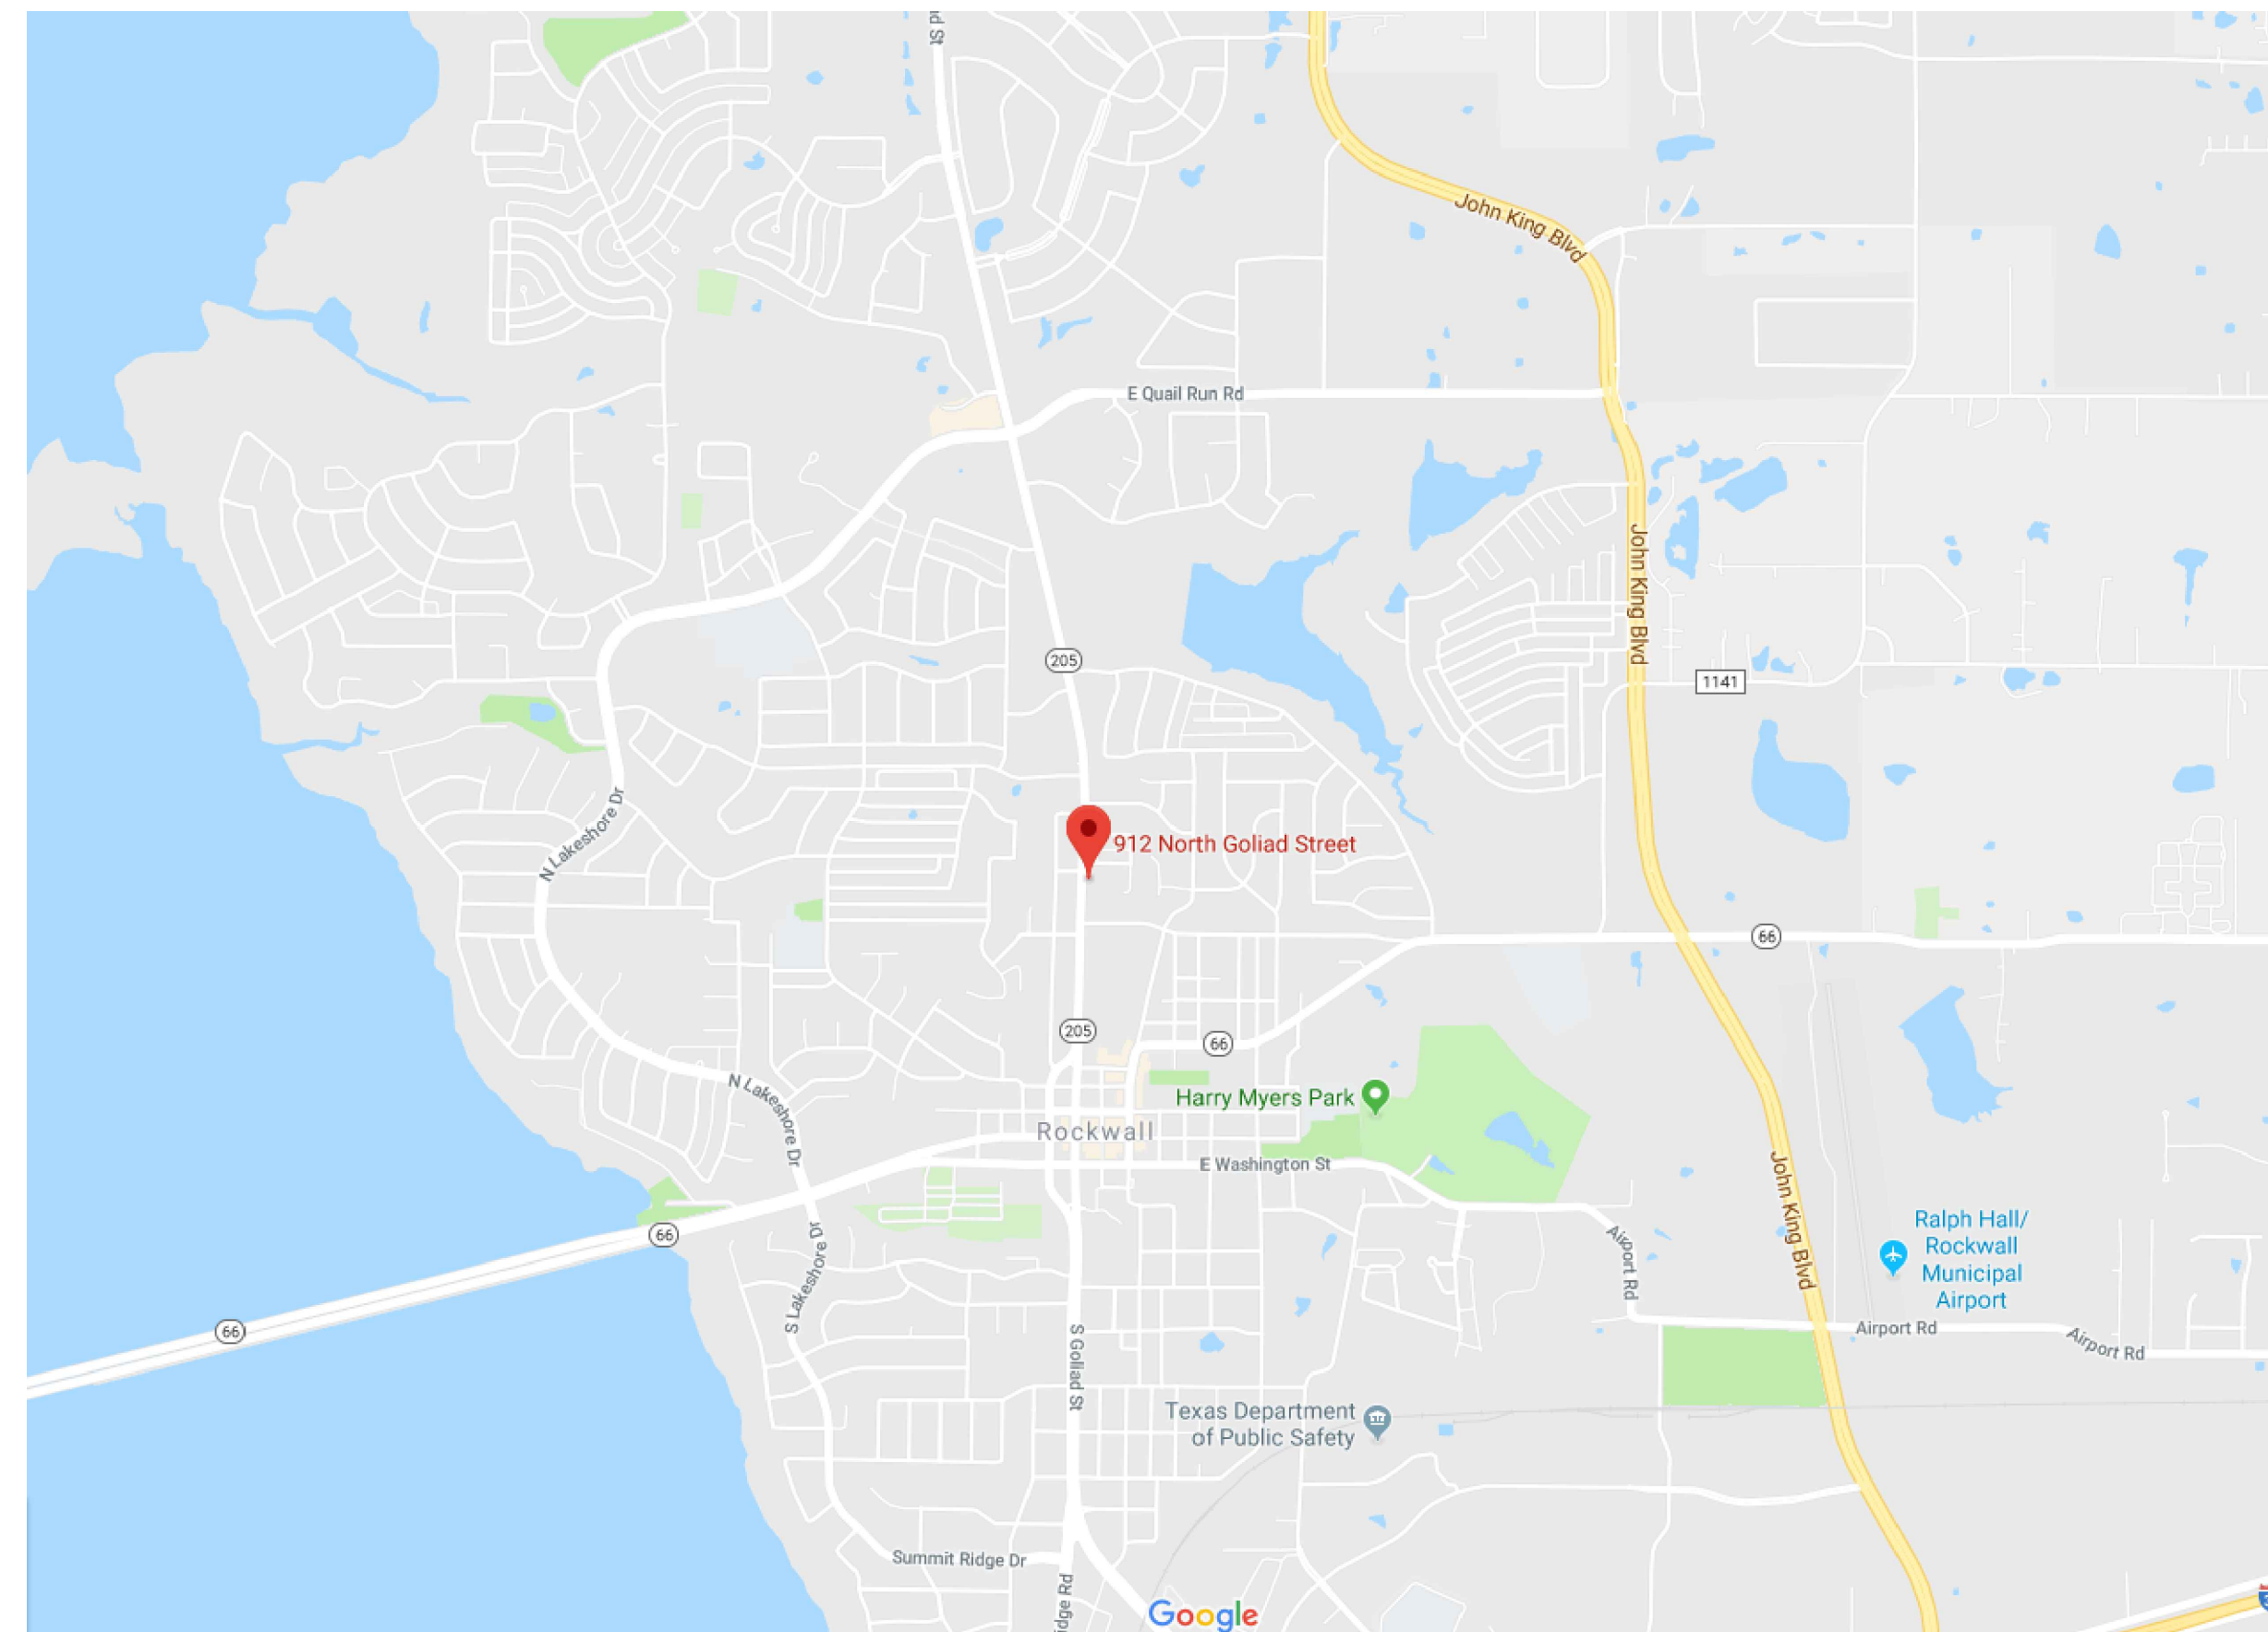 d St
John King Blvd
E Quail Run Rd
John King Blvd
205
1141
N Lakeshore Dr
912 North Goliad Street
66
205
66
N Lakeshore Dr
Harry Myers Park
Rockwall
E Washington St
John King Blvd
66
S Lakeshore Dr
Airport Rd
Ralph Hall/
Rockwall
Municipal
Airport
66
S Goliad St
Airport Rd
Airport Rd
Texas Department
of Public Safety
Summit Ridge Dr
idge Rd
Google